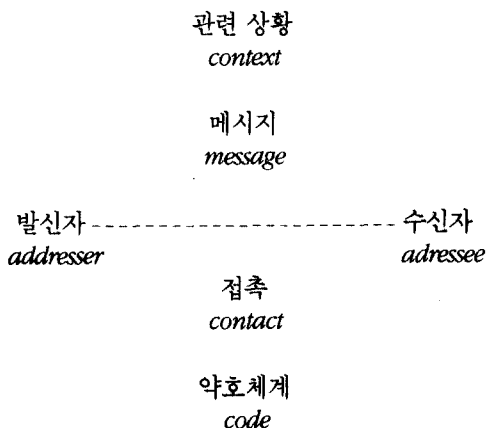 관련 상황
context
메시지
message
발신자 수신자
addresser adressee
접촉
contact
약호체계
code